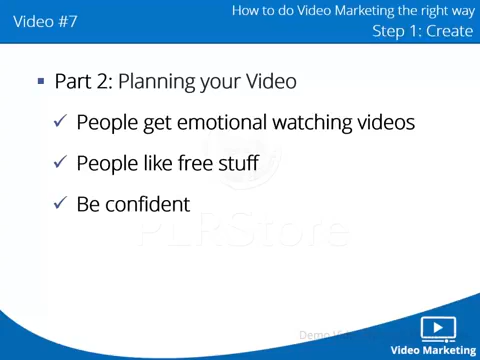 Video #7
How to do Video Marketing the right way
Step 1: Create
Part 2: Planning your Video
People get emotional watching videos
People like free stuff
Be confident
PLRStore
Video Marketing